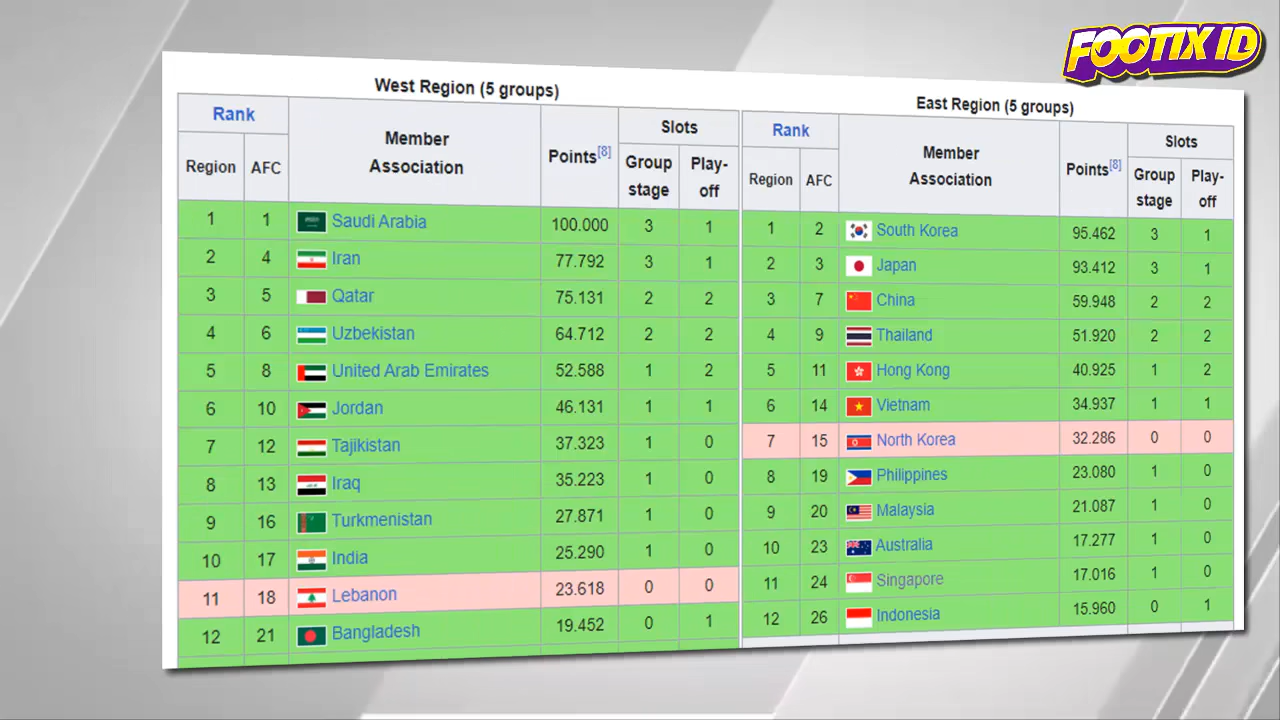 FOOTIX ID
West Region (5 groups)
Rank Member Association Points[8] Slots
Region AFC Group stage Play-off
1 1 Saudi Arabia 100.000 3 1
2 4 Iran 77.792 3 1
3 5 Qatar 75.131 2 2
4 6 Uzbekistan 64.712 2 2
5 8 United Arab Emirates 52.588 1 2
6 10 Jordan 46.131 1 1
7 12 Tajikistan 37.323 1 0
8 13 Iraq 35.223 1 0
9 16 Turkmenistan 27.871 1 0
10 17 India 25.290 1 0
11 18 Lebanon 23.618 0 0
12 21 Bangladesh 19.452 0 1
East Region (5 groups)
Rank Member Association Points[8] Slots
Region AFC Group stage Play-off
1 2 South Korea 95.462 3 1
2 3 Japan 93.412 3 1
3 7 China 59.948 2 2
4 9 Thailand 51.920 2 2
5 11 Hong Kong 40.925 1 2
6 14 Vietnam 34.937 1 1
7 15 North Korea 32.286 0 0
8 19 Philippines 23.080 1 0
9 20 Malaysia 21.087 1 0
10 23 Australia 17.277 1 0
11 24 Singapore 17.016 1 0
12 26 Indonesia 15.960 0 1